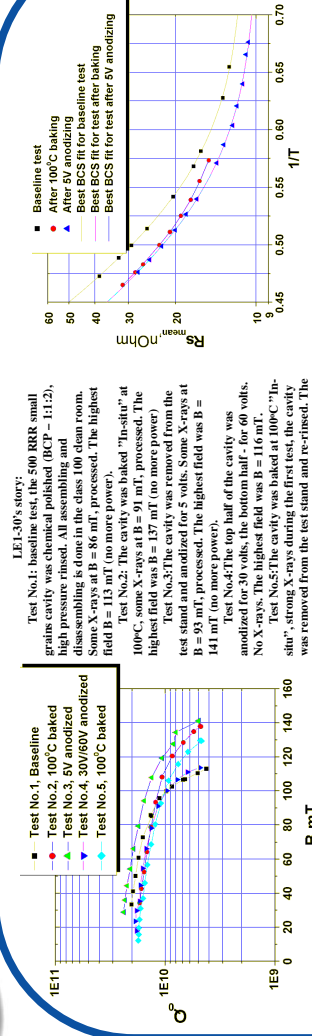 1E11
1E10
1E9
Q0
0 20 40 60 80 100 120 140 160
B,mT
Test No.1, Baseline
Test No.2, 100°C baked
Test No.3, 5V anodized
Test No.4, 30V/60V anodized
Test No.5, 100°C baked
LE1-30's story:
Test No.1: baseline test, the 500 RRR small
grains cavity was chemical polished (BCP – 1:1:2),
high pressure rinsed. All assembling and
disassembling is done in the class 100 clean room.
Some X-rays at B = 86 mT, processed. The highest
field B = 113 mT (no more power).
Test No.2: The cavity was baked "In-situ" at
100°C, some X-rays at B = 91 mT, processed. The
highest field was B = 137 mT (no more power)
Test No.3:The cavity was removed from the
test stand and anodized for 5 volts. Some X-rays at
B = 93 mT, processed. The highest field was B =
141 mT (no more power).
Test No.4:The top half of the cavity was
anodized for 30 volts, the bottom half - for 60 volts.
No X-rays. The highest field was B = 116 mT.
Test No.5:The cavity was baked at 100°C "In-
situ", strong X-rays during the first test, the cavity
was removed from the test stand and re-rinsed. The
60
50
40
30
20
10
9
Rs mean, nOhm
0.45 0.50 0.55 0.60 0.65 0.70
1/T
Baseline test
After 100°C baking
After 5V anodizing
Best BCS fit for baseline test
Best BCS fit for test after baking
Best BCS fit for test after 5V anodizing